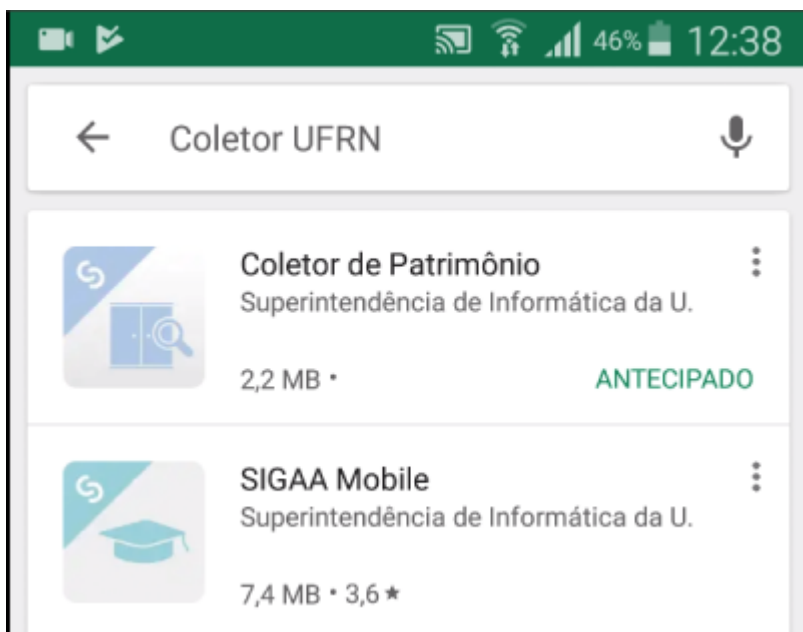 46% 12:38
Coletor UFRN
Coletor de Patrimônio
Superintendência de Informática da U.
2,2 MB •
ANTECIPADO
SIGAA Mobile
Superintendência de Informática da U.
7,4 MB • 3,6 ★